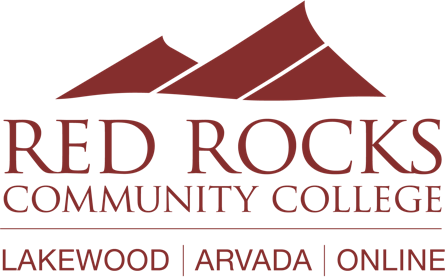 RED ROCKS
COMMUNITY COLLEGE
LAKEWOOD | ARVADA | ONLINE